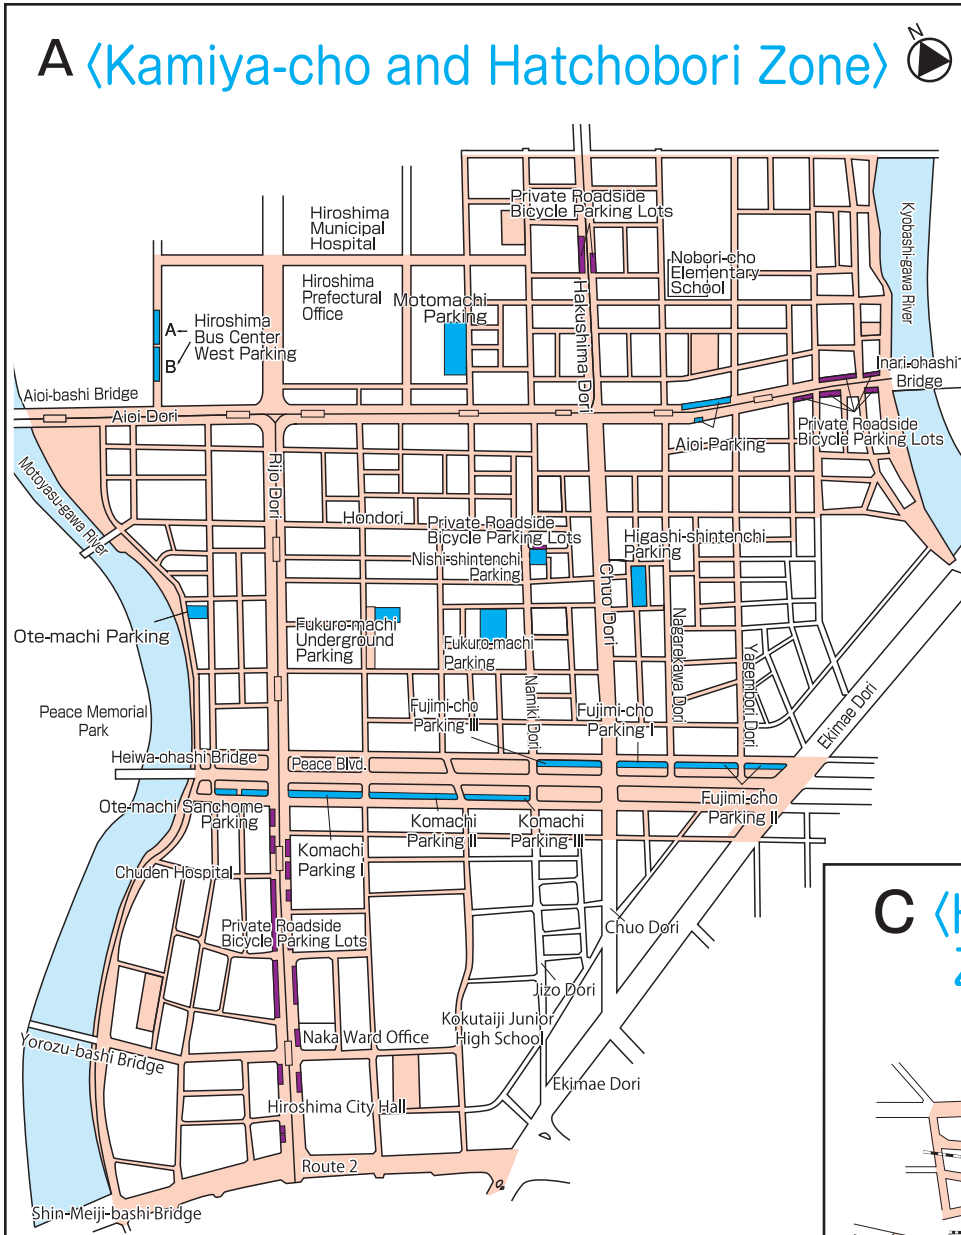 A 〈Kamiya-cho and Hatchobori Zone〉
N
Private Roadside
Bicycle Parking Lots
Hiroshima
Municipal
Hospital
Kyobashi-gawa River
Nobori-cho
Elementary
School
Hiroshima
Prefectural
Office
Motomachi
Parking
Hakushima Dori
A
Hiroshima
Bus Center
West Parking
B
Inari-ohashi
Bridge
Aioi-bashi Bridge
Aioi Dori
Private Roadside
Bicycle Parking Lots
Aioi Parking
Rijo Dori
Motoyasu-gawa River
Hondori
Private Roadside
Bicycle Parking Lots
Nishi-shintenchi
Parking
Higashi-shintenchi
Parking
Chuo Dori
Ote-machi Parking
Fukuro-machi
Underground
Parking
Fukuro-machi
Parking
Nagarekawa Dori
Yagembori Dori
Namiki Dori
Ekimae Dori
Peace Memorial
Park
Fujimi-cho
Parking III
Fujimi-cho
Parking I
Heiwa-ohashi Bridge
Peace Blvd.
Ote-machi Sanchome
Parking
Fujimi-cho
Parking II
Komachi
Parking I
Komachi
Parking II
Komachi
Parking III
Chuden Hospital
Private Roadside
Bicycle Parking Lots
Chuo Dori
Jizo Dori
Kokutaiji Junior
High School
Naka Ward Office
Yorozu-bashi Bridge
Ekimae Dori
Hiroshima City Hall
Route 2
Shin-Meiji-bashi Bridge
C 〈